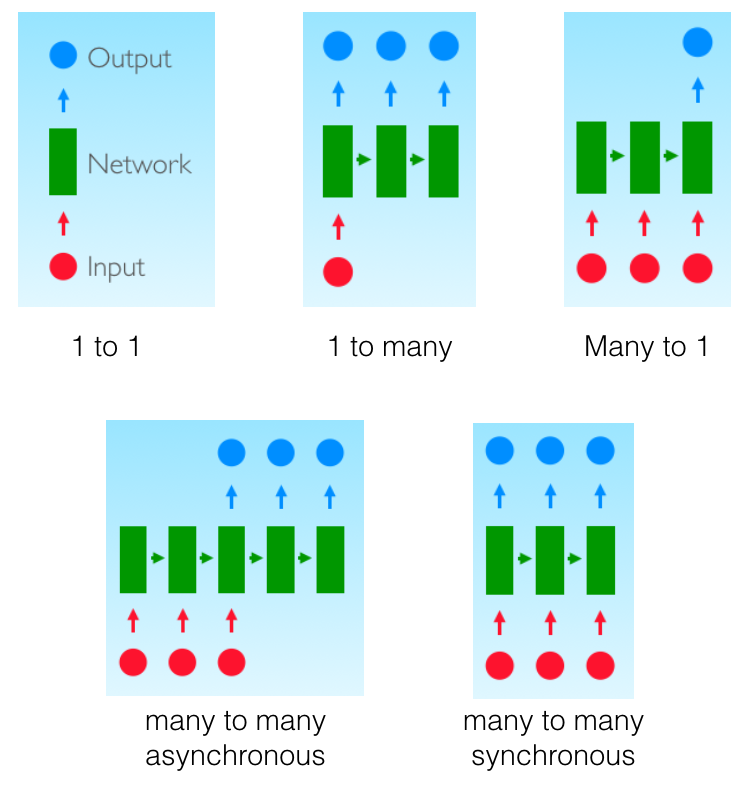 Output
Network
Input
1 to 1
1 to many
Many to 1
many to many
asynchronous
many to many
synchronous